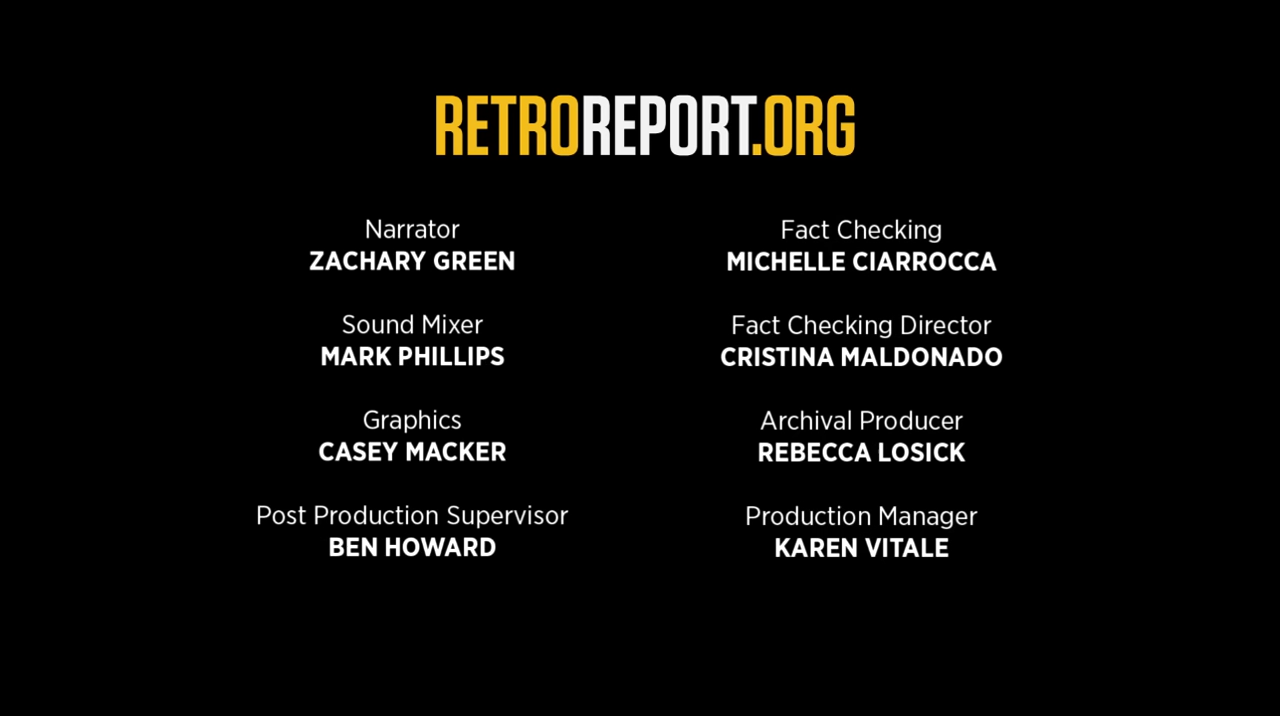 RETROREPORT.ORG
Narrator
ZACHARY GREEN
Sound Mixer
MARK PHILLIPS
Graphics
CASEY MACKER
Post Production Supervisor
BEN HOWARD
Fact Checking
MICHELLE CIARROCCA
Fact Checking Director
CRISTINA MALDONADO
Archival Producer
REBECCA LOSICK
Production Manager
KAREN VITALE